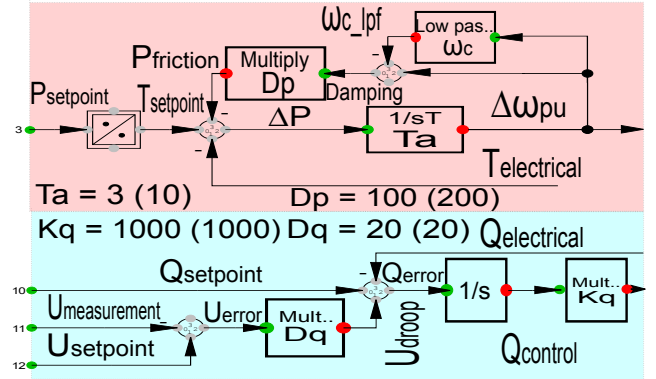 ωc_lpf
Low pas..
ωc
Pfriction
Multiply
Dp
Damping
Psetpoint
Tsetpoint
3
ΔP
1/sT
Ta
Δωpu
Telectrical
Ta = 3 (10)
Dp = 100 (200)
Kq = 1000 (1000)
Dq = 20 (20)
Qelectrical
Qsetpoint
Qerror
10
1/s
Mult..
Kq
Umeasurement
Uerror
Mult..
Dq
Udroop
11
Usetpoint
12
Qcontrol